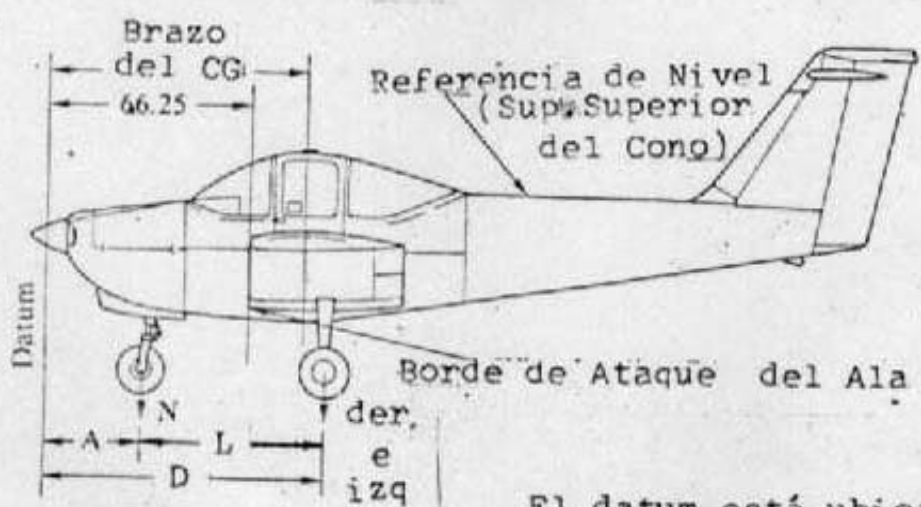 Brazo
del CG
66.25
Referencia de Nivel
(Sup. Superior
del Cono)
Datum
Borde de Ataque del Ala
N
der.
e
izq
A
L
D
El datum está